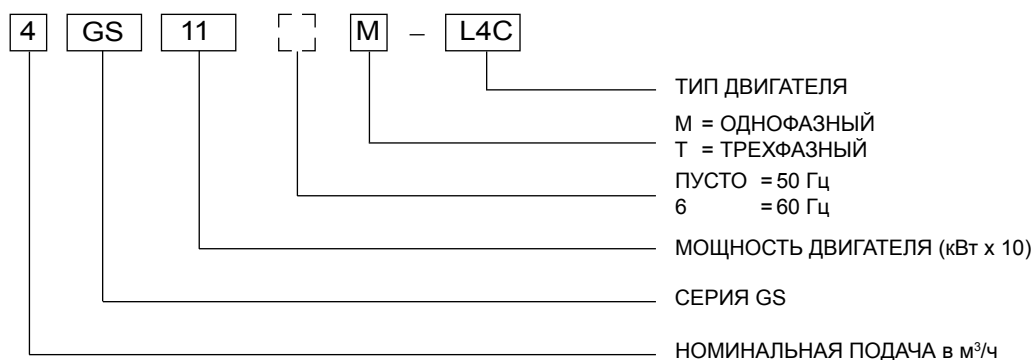 4 GS 11 M – L4C
ТИП ДВИГАТЕЛЯ
М = ОДНОФАЗНЫЙ
Т = ТРЕХФАЗНЫЙ
ПУСТО = 50 Гц
6 = 60 Гц
МОЩНОСТЬ ДВИГАТЕЛЯ (кВт х 10)
СЕРИЯ GS
НОМИНАЛЬНАЯ ПОДАЧА в м³/ч